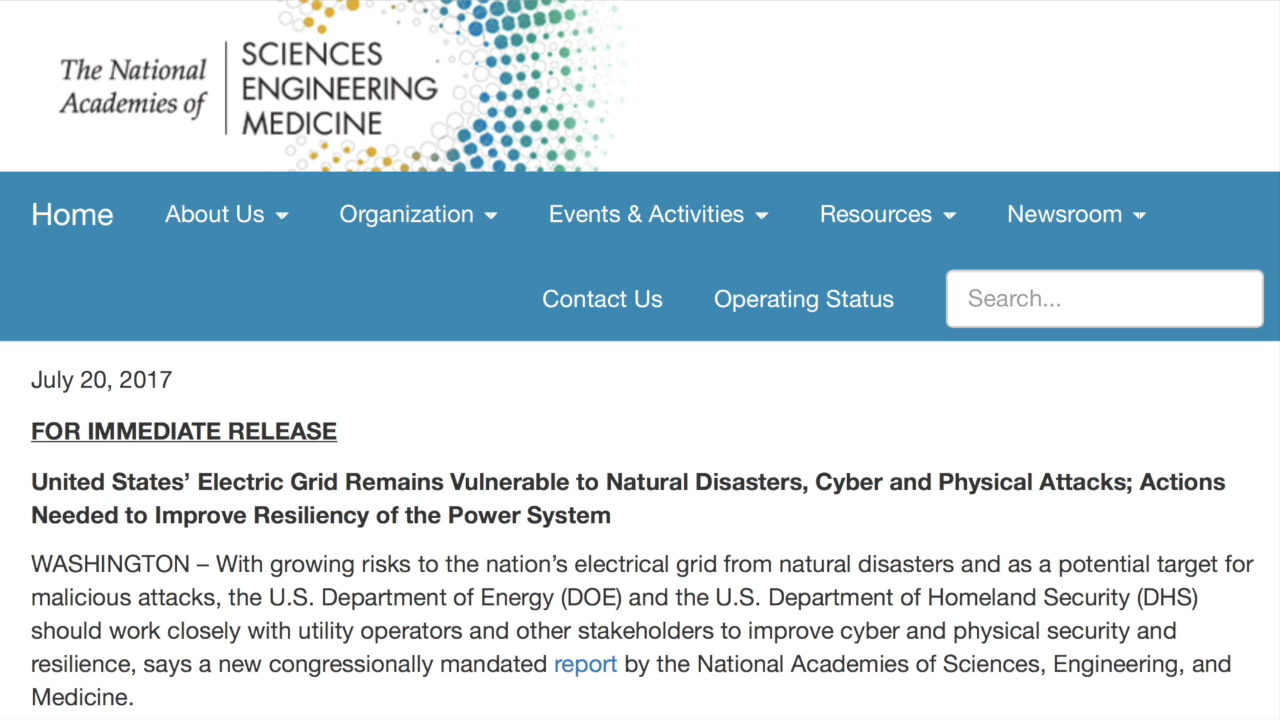 The National
Academies of
SCIENCES
ENGINEERING
MEDICINE
Home About Us Organization Events & Activities Resources Newsroom
Contact Us Operating Status Search...
July 20, 2017
FOR IMMEDIATE RELEASE
United States’ Electric Grid Remains Vulnerable to Natural Disasters, Cyber and Physical Attacks; Actions
Needed to Improve Resiliency of the Power System
WASHINGTON – With growing risks to the nation’s electrical grid from natural disasters and as a potential target for
malicious attacks, the U.S. Department of Energy (DOE) and the U.S. Department of Homeland Security (DHS)
should work closely with utility operators and other stakeholders to improve cyber and physical security and
resilience, says a new congressionally mandated report by the National Academies of Sciences, Engineering, and
Medicine.